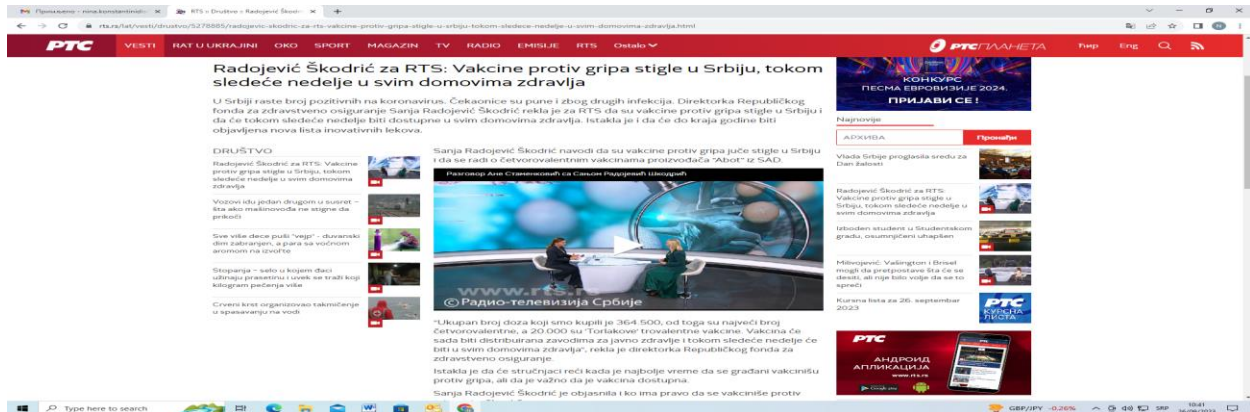 Примљено - nina.konstantinidi
RTS :: Društvo :: Radojević Škodr
rts.rs/lat/vesti/drustvo/5278885/radojevic-skodric-za-rts-vakcine-protiv-gripa-stigle-u-srbiju-tokom-sledece-nedelje-u-svim-domovima-zdravlja.html
РТС VESTI RAT U UKRAJINI OKO SPORT MAGAZIN TV RADIO EMISIJE RTS Ostalo РТС ПЛАНЕТА Ћир Eng
Radojević Škodrić za RTS: Vakcine protiv gripa stigle u Srbiju, tokom
sledeće nedelje u svim domovima zdravlja
U Srbiji raste broj pozitivnih na koronavirus. Čekaonice su pune i zbog drugih infekcija. Direktorka Republičkog
fonda za zdravstveno osiguranje Sanja Radojević Škodrić rekla je za RTS da su vakcine protiv gripa stigle u Srbiju i
da će tokom sledeće nedelje biti dostupne u svim domovima zdravlja. Istakla je i da će do kraja godine biti
objavljena nova lista inovativnih lekova.
DRUŠTVO
Radojević Škodrić za RTS: Vakcine
protiv gripa stigle u Srbiju, tokom
sledeće nedelje u svim domovima
zdravlja
Vozovi idu jedan drugom u susret –
šta ako mašinovođa ne stigne da
prikoči
Sve više dece puši "vejp" - duvanski
dim zabranjen, a para sa voćnom
aromom na izvol'te
Stopanja – selo u kojem đaci
užinaju prasetinu i uvek se traži koji
kilogram pečenja više
Crveni krst organizovao takmičenje
u spasavanju na vodi
Sanja Radojević Škodrić navodi da su vakcine protiv gripa juče stigle u Srbiju
i da se radi o četvorovalentnim vakcinama proizvođača "Abot" iz SAD.
Разговор Ане Стаменковић са Сањом Радојевић Шкодрић
www.rts.rs
© Радио-телевизија Србије
"Ukupan broj doza koji smo kupili je 364.500, od toga su najveći broj
četvorovalentne, a 20.000 su 'Torlakove' trovalentne vakcine. Vakcina će
sada biti distribuirana zavodima za javno zdravlje i tokom sledeće nedelje će
biti u svim domovima zdravlja", rekla je direktorka Republičkog fonda za
zdravstveno osiguranje.
Istakla je da će stručnjaci reći kada je najbolje vreme da se građani vakcinišu
protiv gripa, ali da je važno da je vakcina dostupna.
Sanja Radojević Škodrić je objasnila i ko ima pravo da se vakciniše protiv
КОНКУРС
ПЕСМА ЕВРОВИЗИЈЕ 2024.
ПРИЈАВИ СЕ !
Najnovije
АРХИВА Пронађи
Vlada Srbije proglasila sredu za
Dan žalosti
Radojević Škodrić za RTS:
Vakcine protiv gripa stigle u
Srbiju, tokom sledeće nedelje u
svim domovima zdravlja
Izboden student u Studentskom
gradu, osumnjičeni uhapšen
Mitivojević: Vašington i Brisel
mogli da pretpostave šta će se
desiti, ali nije bilo volje da se to
spreči
Kursna lista za 26. septembar
2023
РТС
КУРСНА
ЛИСТА
РТС
АНДРОИД
АПЛИКАЦИЈА
www.rts.rs
Google play
Type here to search
GBP/JPY -0,26% SRP 10:41
26/09/2023